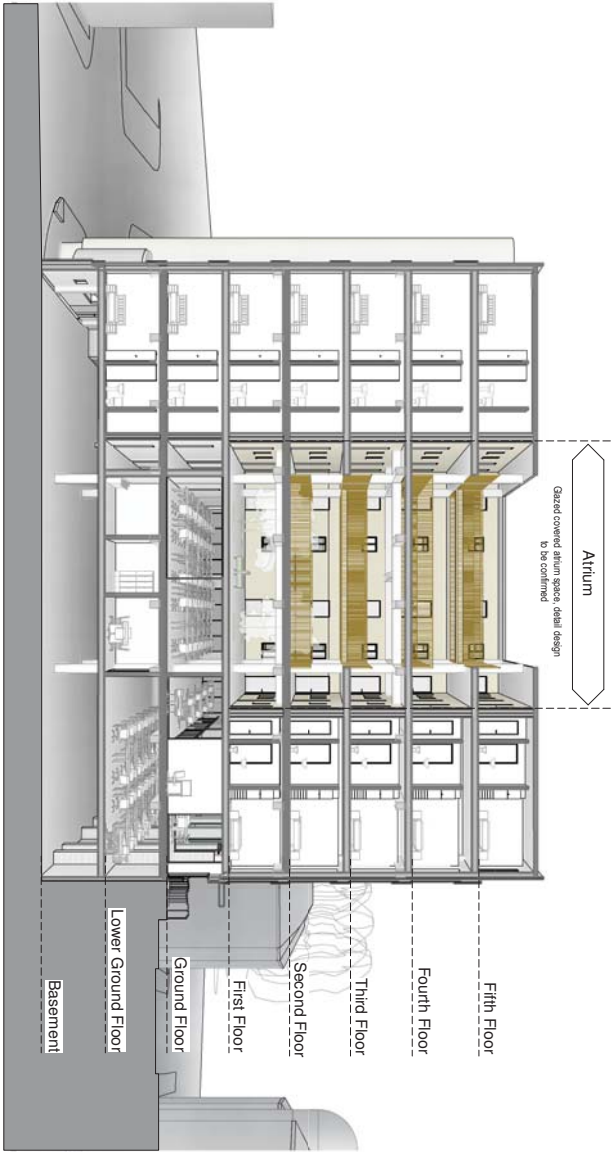 Atrium
Gazed covered atrium space, detail design
to be confirmed
Fifth Floor
Fourth Floor
Third Floor
Second Floor
First Floor
Ground Floor
Lower Ground Floor
Basement